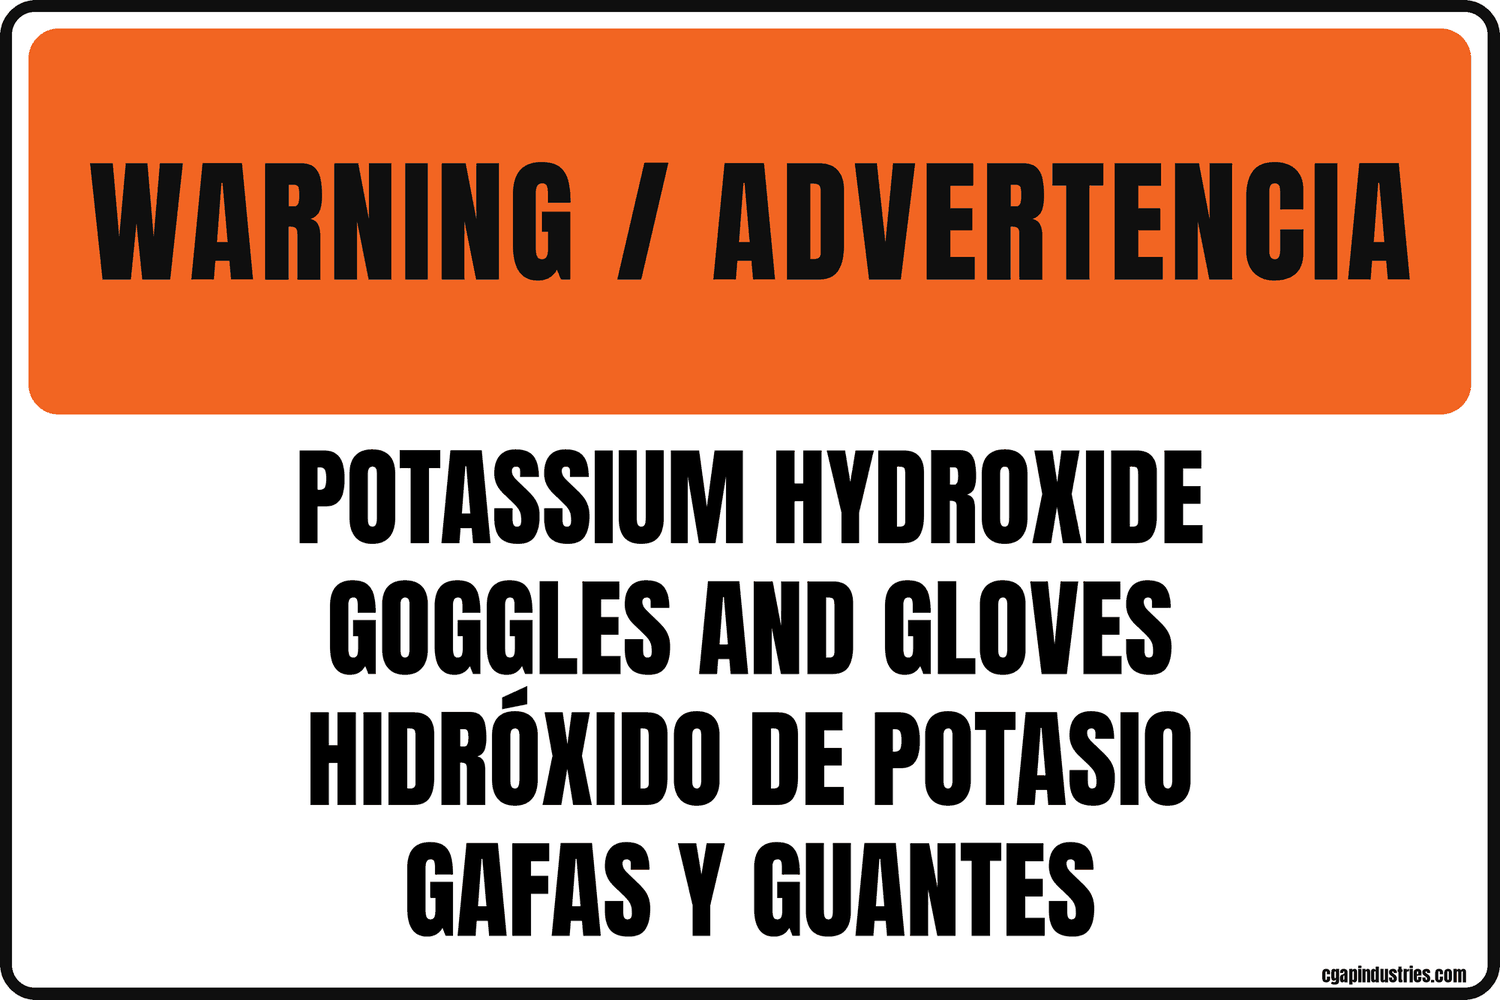 WARNING / ADVERTENCIA
POTASSIUM HYDROXIDE
GOGGLES AND GLOVES
HIDRÓXIDO DE POTASIO
GAFAS Y GUANTES
cgapindustries.com